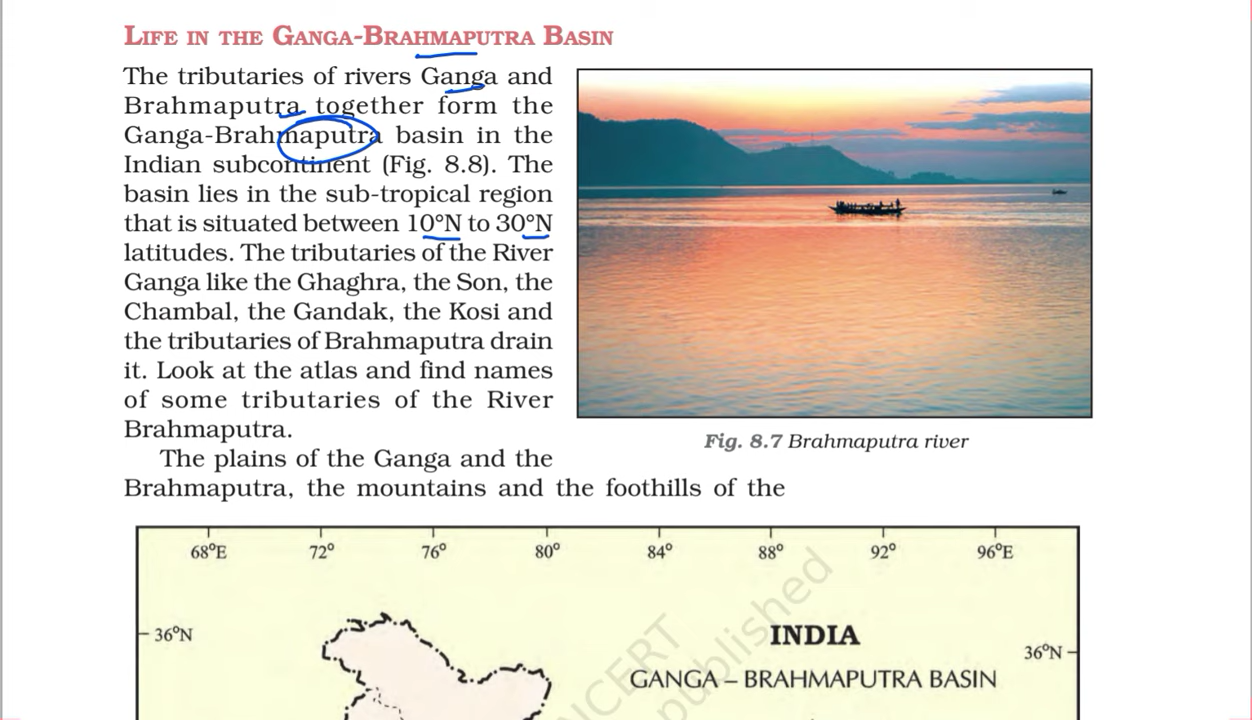 LIFE IN THE GANGA-BRAHMAPUTRA BASIN
The tributaries of rivers Ganga and
Brahmaputra together form the
Ganga-Brahmaputra basin in the
Indian subcontinent (Fig. 8.8). The
basin lies in the sub-tropical region
that is situated between 10°N to 30°N
latitudes. The tributaries of the River
Ganga like the Ghaghra, the Son, the
Chambal, the Gandak, the Kosi and
the tributaries of Brahmaputra drain
it. Look at the atlas and find names
of some tributaries of the River
Brahmaputra.
Fig. 8.7 Brahmaputra river
The plains of the Ganga and the
Brahmaputra, the mountains and the foothills of the
68°E 72° 76° 80° 84° 88° 92° 96°E
36°N
INDIA
36°N
GANGA – BRAHMAPUTRA BASIN
NCERT
published